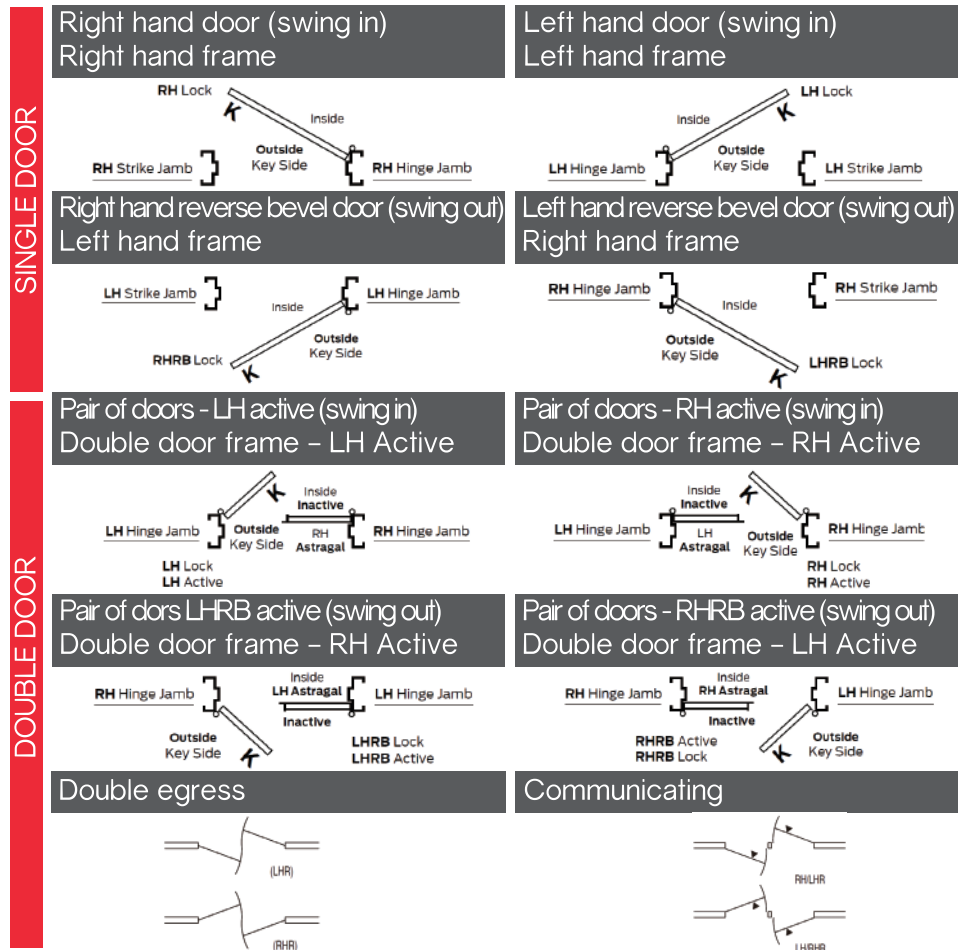 SINGLE DOOR
Right hand door (swing in)
Right hand frame
RH Lock
K
Inside
Outside
Key Side
RH Strike Jamb
RH Hinge Jamb
Left hand door (swing in)
Left hand frame
LH Lock
K
Inside
Outside
Key Side
LH Hinge Jamb
LH Strike Jamb
Right hand reverse bevel door (swing out)
Left hand frame
LH Strike Jamb
Inside
LH Hinge Jamb
Outside
Key Side
RHRB Lock
K
Left hand reverse bevel door (swing out)
Right hand frame
RH Hinge Jamb
Inside
RH Strike Jamb
Outside
Key Side
LHRB Lock
K
DOUBLE DOOR
Pair of doors - LH active (swing in)
Double door frame – LH Active
K
Inside
Inactive
LH Hinge Jamb
Outside
Key Side
RH
Astragal
RH Hinge Jamb
LH Lock
LH Active
Pair of doors - RH active (swing in)
Double door frame – RH Active
Inside
Inactive
K
LH Hinge Jamb
LH
Astragal
Outside
Key Side
RH Hinge Jamb
RH Lock
RH Active
Pair of dors LHRB active (swing out)
Double door frame – RH Active
RH Hinge Jamb
Inside
LH Astragal
Inactive
LH Hinge Jamb
Outside
Key Side
K
LHRB Lock
LHRB Active
Pair of doors - RHRB active (swing out)
Double door frame – LH Active
RH Hinge Jamb
Inside
RH Astragal
Inactive
LH Hinge Jamb
RHRB Active
RHRB Lock
Outside
Key Side
K
Double egress
(LHR)
(RHR)
Communicating
RH/LHR
LH/RHR